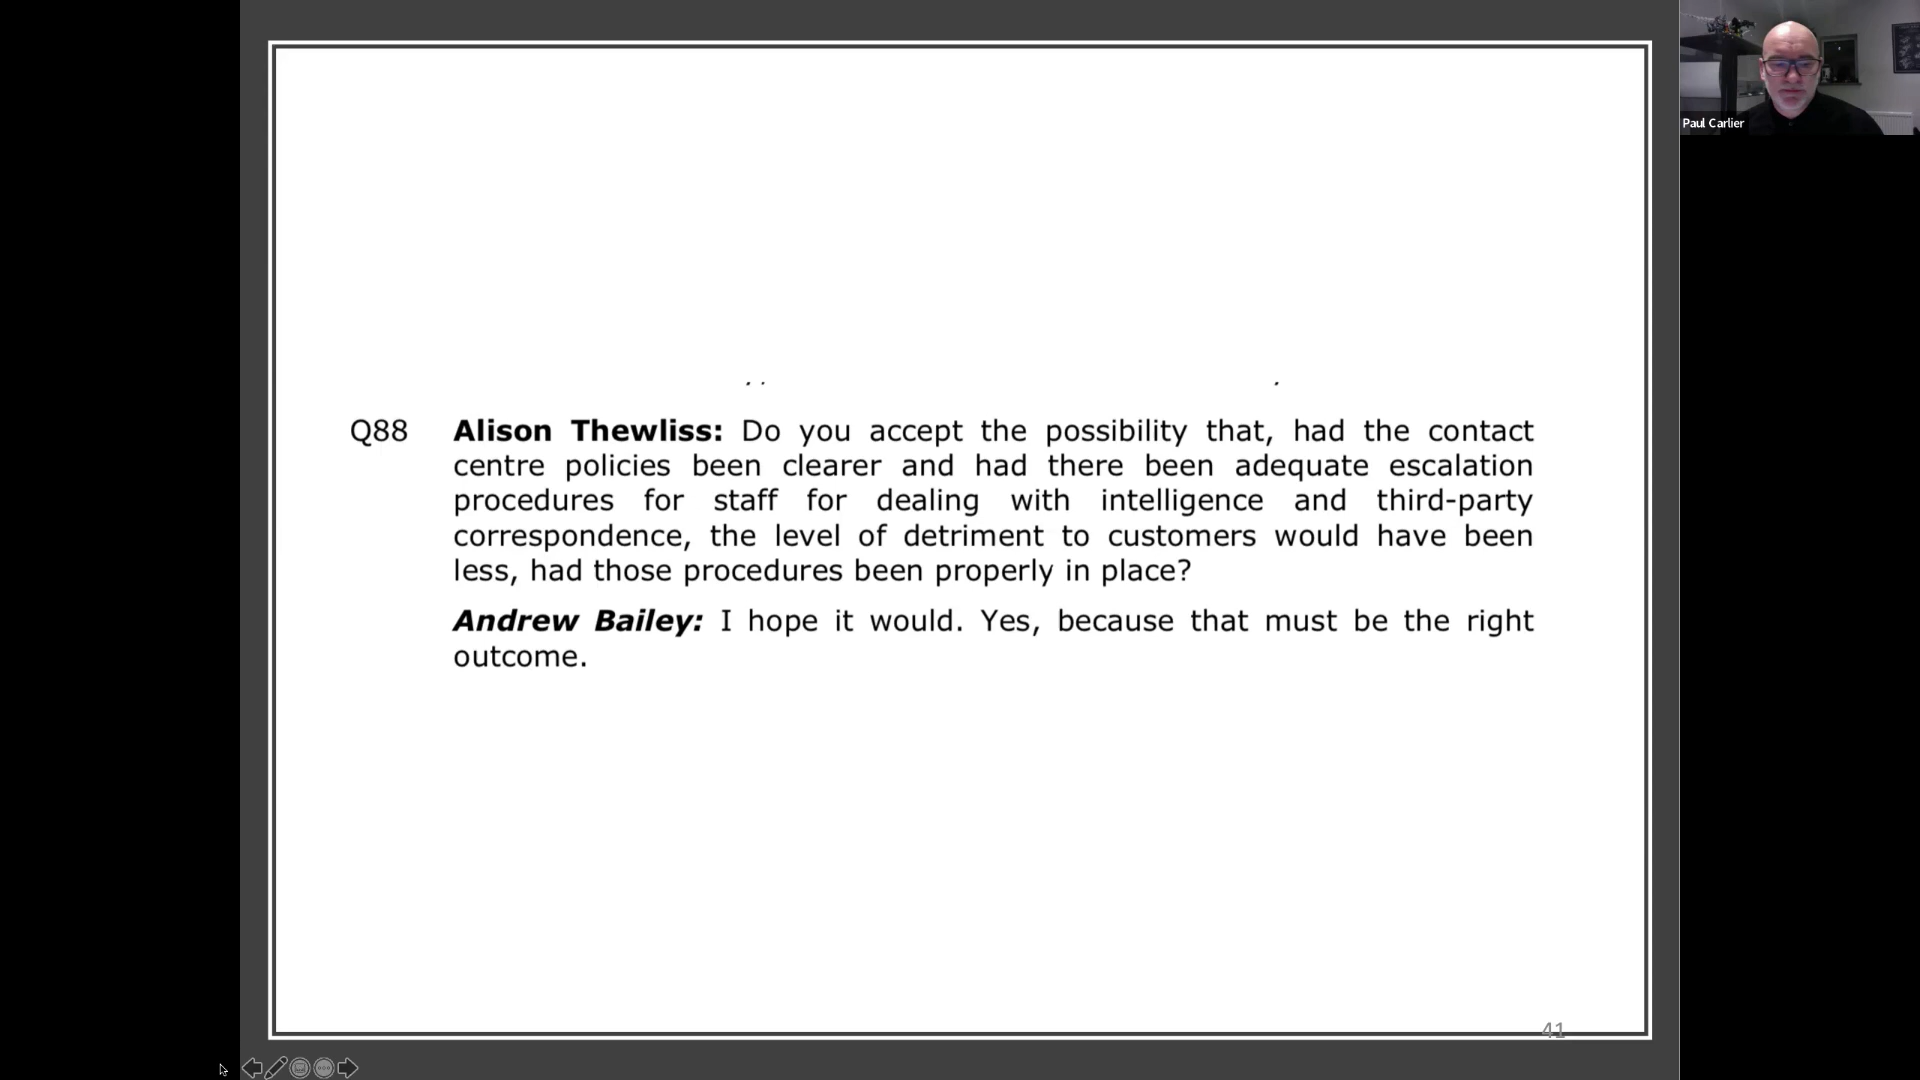 Paul Carlier
Q88 Alison Thewliss: Do you accept the possibility that, had the contact
centre policies been clearer and had there been adequate escalation
procedures for staff for dealing with intelligence and third-party
correspondence, the level of detriment to customers would have been
less, had those procedures been properly in place?
Andrew Bailey: I hope it would. Yes, because that must be the right
outcome.
41